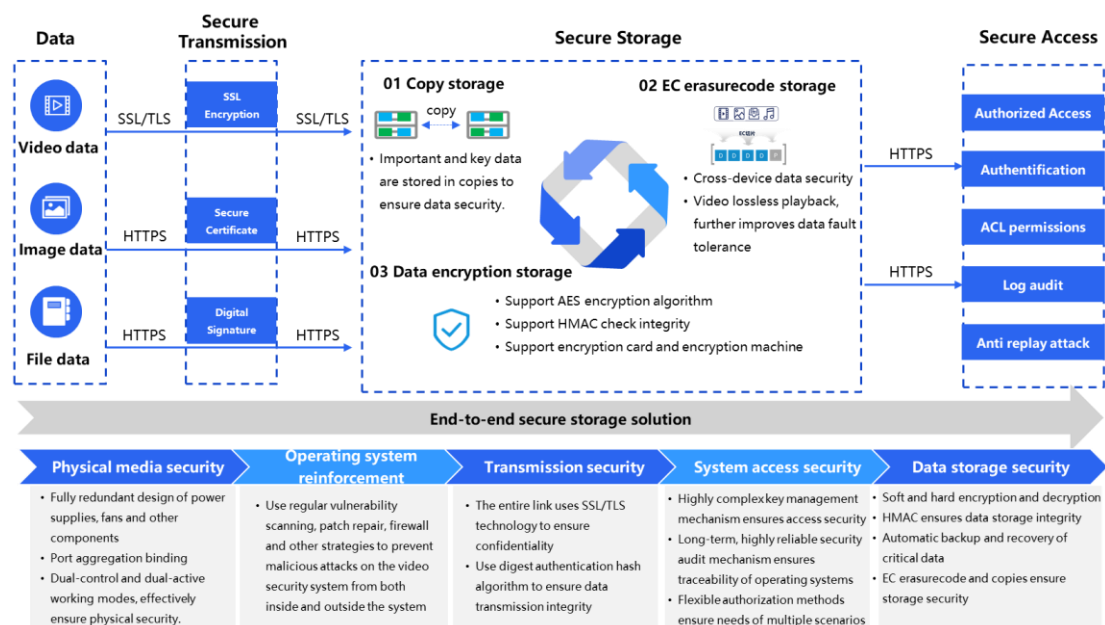 Data
Secure
Transmission
Secure Storage
Secure Access
Video data
SSL/TLS
SSL
Encryption
SSL/TLS
Image data
HTTPS
Secure
Certificate
HTTPS
File data
HTTPS
Digital
Signature
HTTPS
01 Copy storage
copy
• Important and key data
are stored in copies to
ensure data security.
02 EC erasurecode storage
D D D D P
• Cross-device data security
• Video lossless playback,
further improves data fault
tolerance
03 Data encryption storage
• Support AES encryption algorithm
• Support HMAC check integrity
• Support encryption card and encryption machine
HTTPS
HTTPS
Authorized Access
Authentification
ACL permissions
Log audit
Anti replay attack
End-to-end secure storage solution
Physical media security
• Fully redundant design of power
supplies, fans and other
components
• Port aggregation binding
• Dual-control and dual-active
working modes, effectively
ensure physical security.
Operating system
reinforcement
• Use regular vulnerability
scanning, patch repair, firewall
and other strategies to prevent
malicious attacks on the video
security system from both
inside and outside the system
Transmission security
• The entire link uses SSL/TLS
technology to ensure
confidentiality
• Use digest authentication hash
algorithm to ensure data
transmission integrity
System access security
• Highly complex key management
mechanism ensures access security
• Long-term, highly reliable security
audit mechanism ensures
traceability of operating systems
• Flexible authorization methods
ensure needs of multiple scenarios
Data storage security
• Soft and hard encryption and decryption
• HMAC ensures data storage integrity
• Automatic backup and recovery of
critical data
• EC erasurecode and copies ensure
storage security